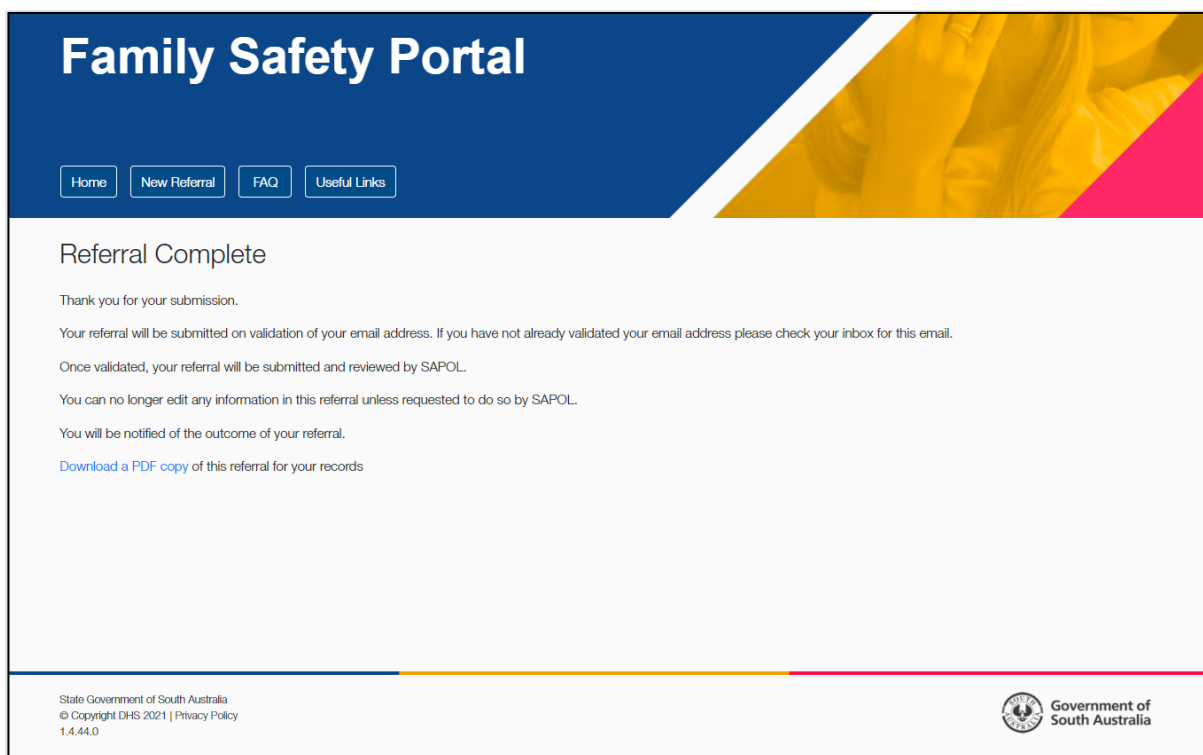 Family Safety Portal
Home New Referral FAQ Useful Links
Referral Complete
Thank you for your submission.
Your referral will be submitted on validation of your email address. If you have not already validated your email address please check your inbox for this email.
Once validated, your referral will be submitted and reviewed by SAPOL.
You can no longer edit any information in this referral unless requested to do so by SAPOL.
You will be notified of the outcome of your referral.
Download a PDF copy of this referral for your records
State Government of South Australia
© Copyright DHS 2021 | Privacy Policy
1.4.44.0
SOUTH AUSTRALIA
Government of
South Australia